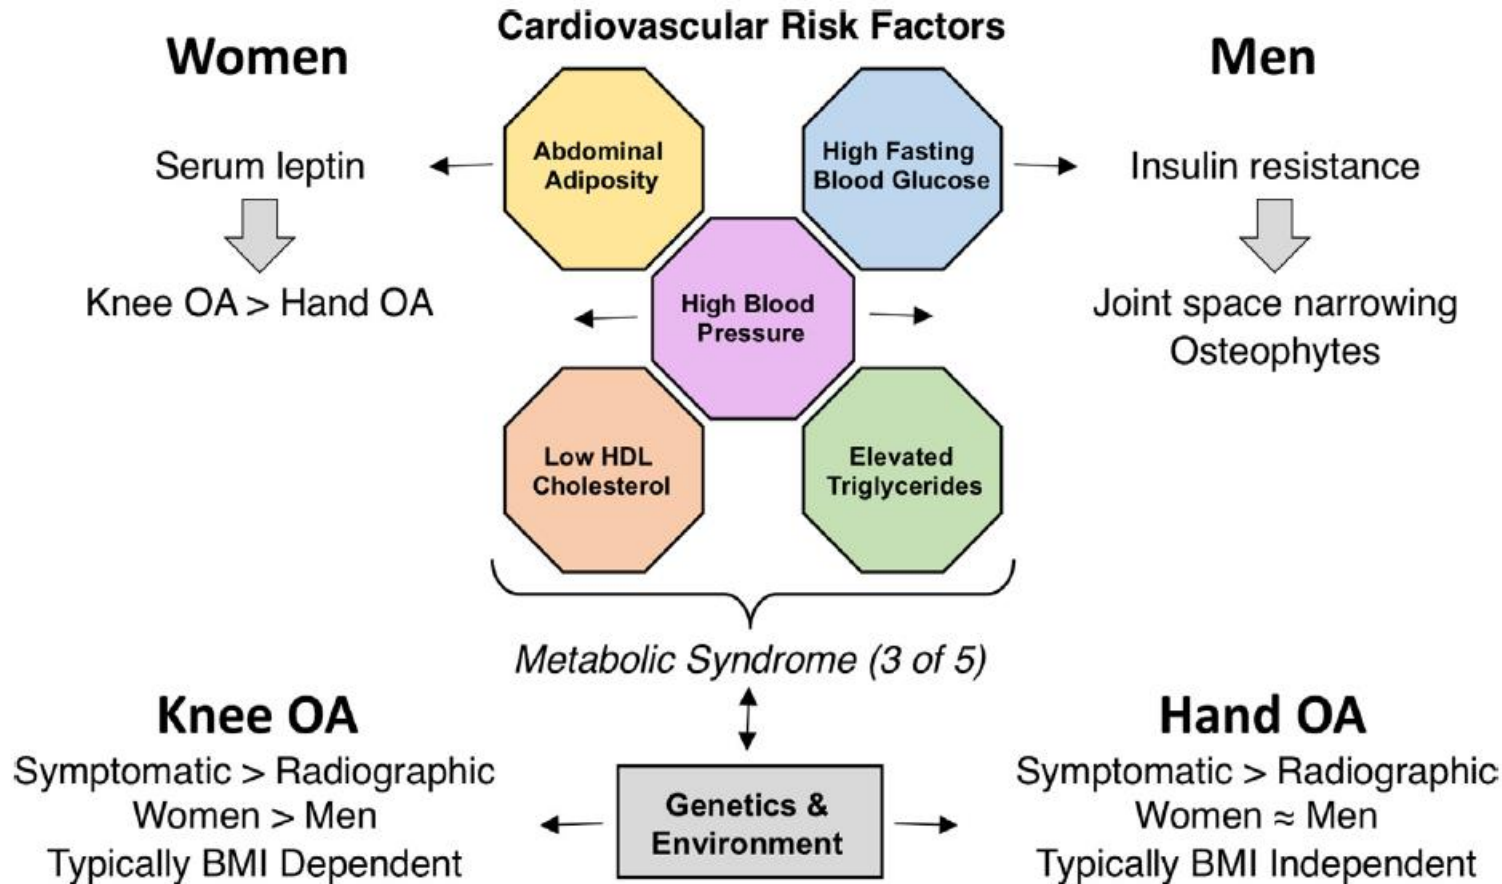 Cardiovascular Risk Factors
Women
Men
Abdominal
Adiposity
High Fasting
Blood Glucose
Serum leptin
Insulin resistance
Knee OA > Hand OA
High Blood
Pressure
Joint space narrowing
Osteophytes
Low HDL
Cholesterol
Elevated
Triglycerides
Metabolic Syndrome (3 of 5)
Knee OA
Symptomatic > Radiographic
Women > Men
Typically BMI Dependent
Genetics &
Environment
Hand OA
Symptomatic > Radiographic
Women ≈ Men
Typically BMI Independent